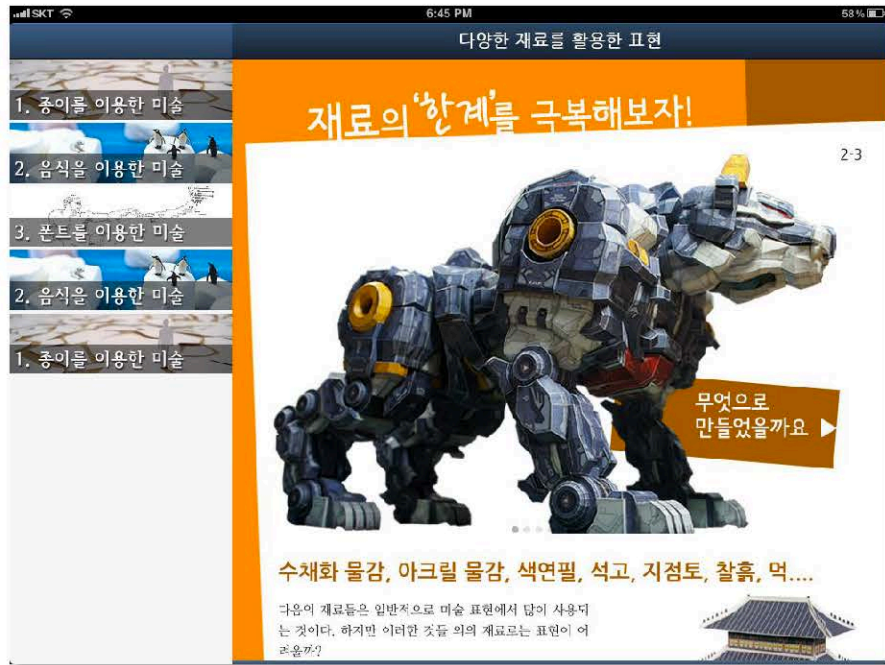 SKT
6:45 PM
58%
다양한 재료를 활용한 표현
1. 종이를 이용한 미술
2. 음식을 이용한 미술
3. 폰트를 이용한 미술
2. 음식을 이용한 미술
1. 종이를 이용한 미술
재료의 '한계'를 극복해보자!
2-3
무엇으로
만들었을까요
수채화 물감, 아크릴 물감, 색연필, 석고, 지점토, 찰흙, 먹....
다음의 재료들은 일반적으로 미술 표현에서 많이 사용되
는 것이다. 하지만 이러한 것들 의의 재료로는 표현이 어
려울까?